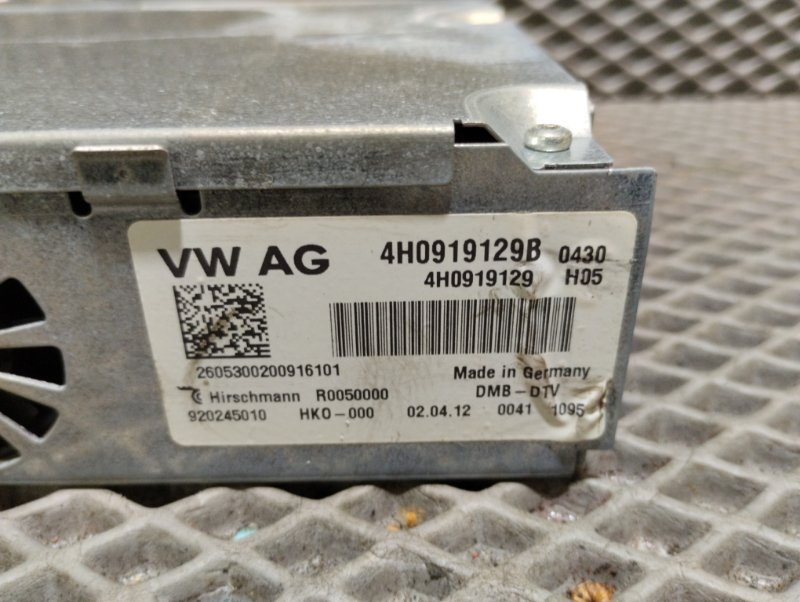 VW AG 4H0919129B 0430
4H0919129 H05
2605300200916101 Made in Germany
Hirschmann R0050000 DMB-DTV
920245010 HKO-000 02.04.12 0041 1095